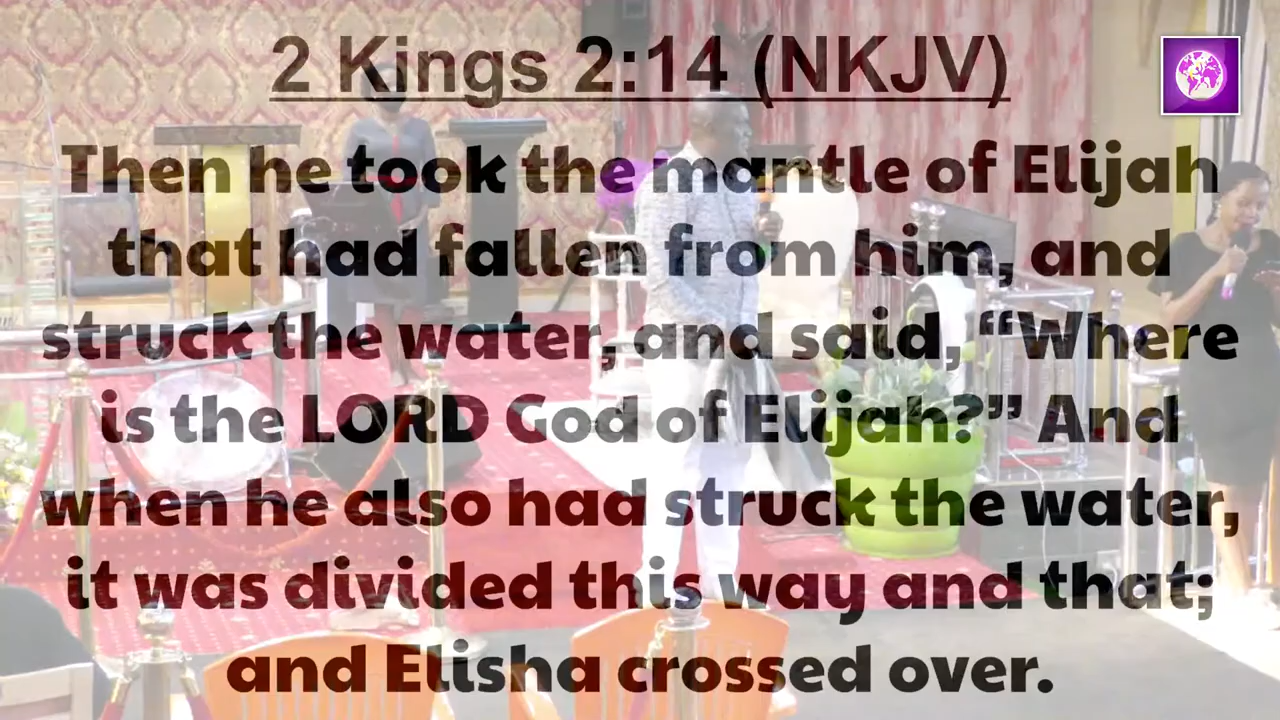 2 Kings 2:14 (NKJV)
Then he took the mantle of Elijah
that had fallen from him, and
struck the water, and said, “Where
is the LORD God of Elijah?” And
when he also had struck the water,
it was divided this way and that;
and Elisha crossed over.